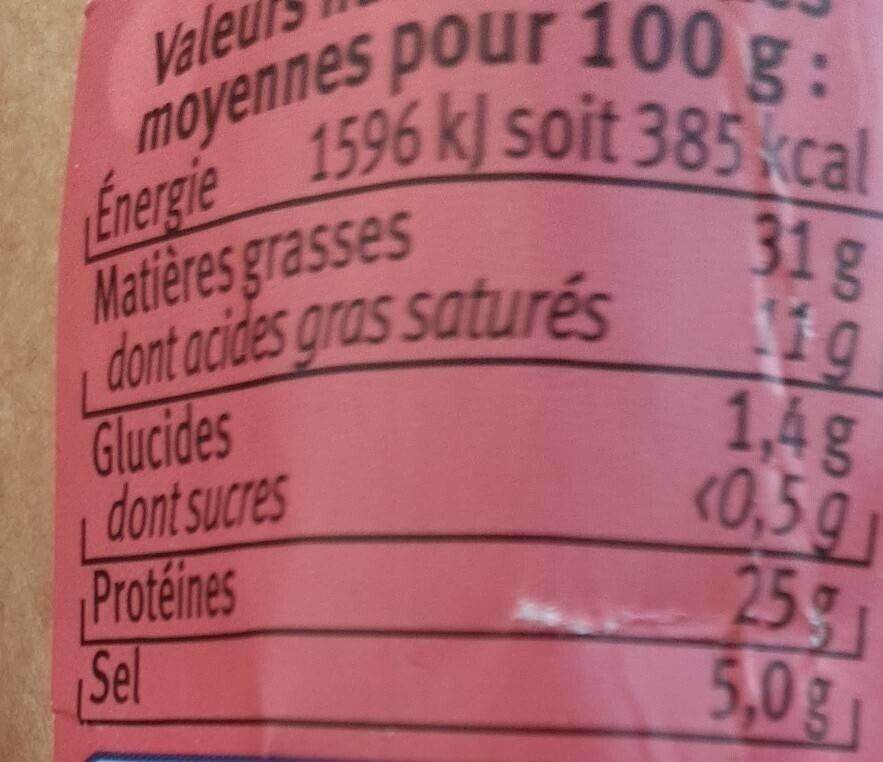 Valeurs
moyennes pour 100 g :
Énergie 1596 kJ soit 385 kcal
Matières grasses 31 g
dont acides gras saturés 11 g
Glucides 1,4 g
dont sucres <0,5 g
Protéines 25 g
Sel 5,0 g